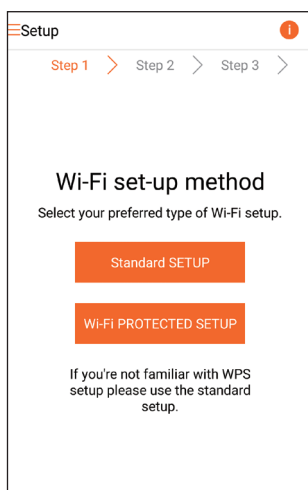 Setup
i
Step 1 Step 2 Step 3
Wi-Fi set-up method
Select your preferred type of Wi-Fi setup.
Standard SETUP
Wi-Fi PROTECTED SETUP
If you're not familiar with WPS
setup please use the standard
setup.